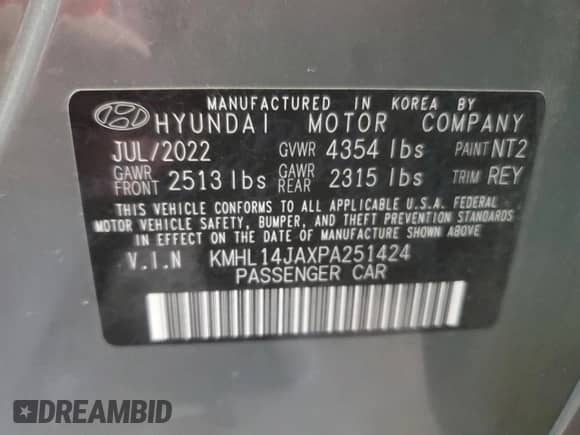 MANUFACTURED IN KOREA BY
HYUNDAI MOTOR COMPANY
JUL/2022 GVWR 4354 lbs PAINT NT2
GAWR FRONT 2513 lbs GAWR REAR 2315 lbs TRIM REY
THIS VEHICLE CONFORMS TO ALL APPLICABLE U.S.A. FEDERAL
MOTOR VEHICLE SAFETY, BUMPER, AND THEFT PREVENTION STANDARDS
IN EFFECT ON THE DATE OF MANUFACTURE SHOWN ABOVE
V.I.N KMHL14JAXPA251424
PASSENGER CAR
DREAMBID